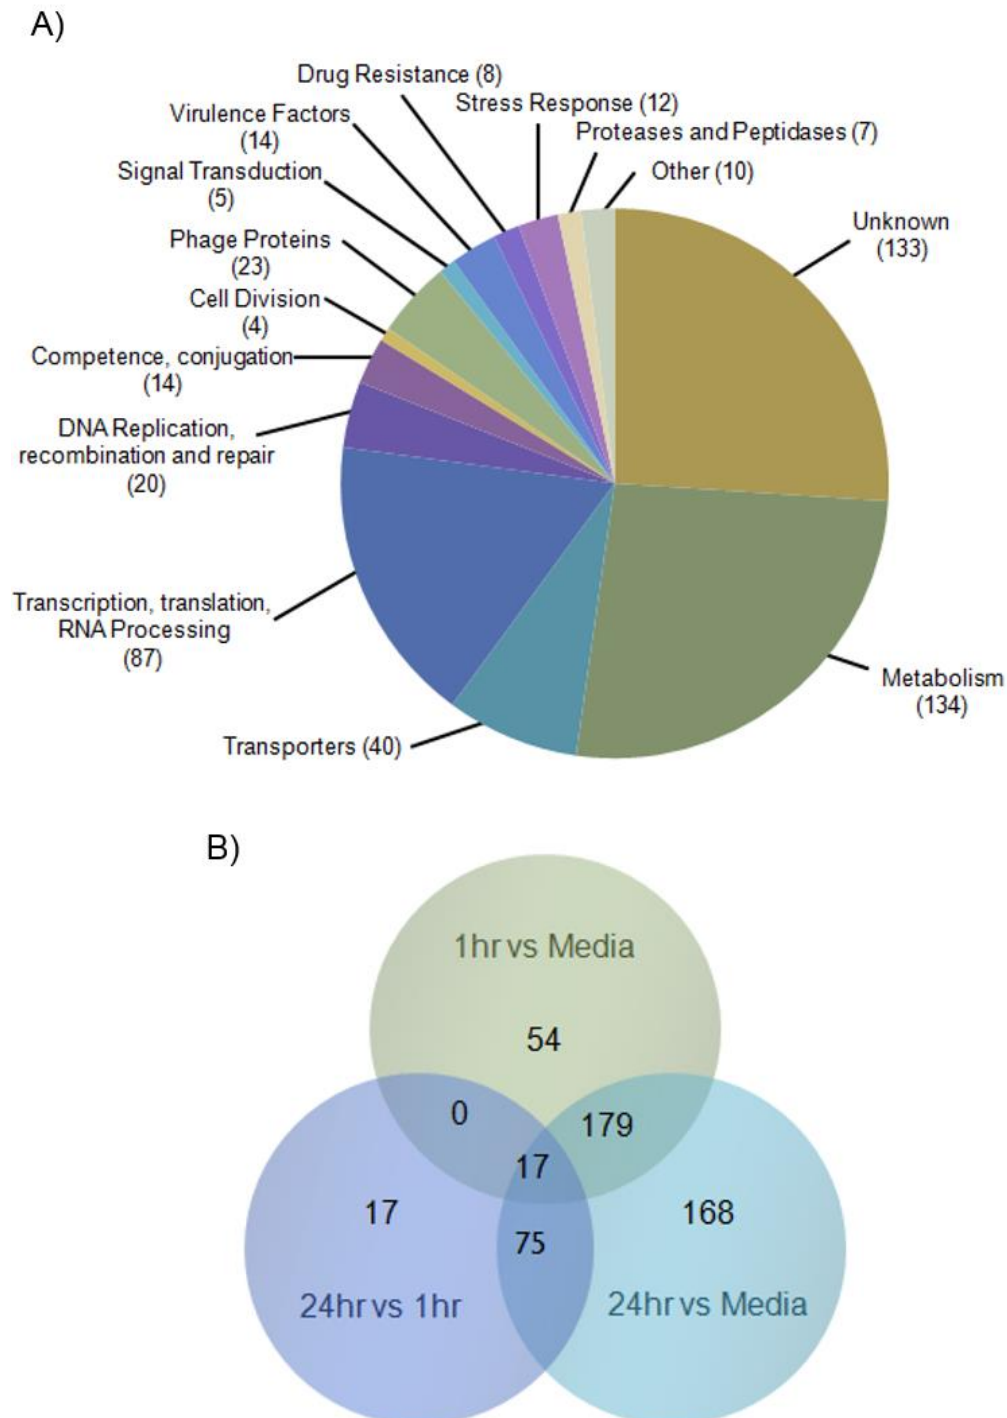 A)
Drug Resistance (8)
Stress Response (12)
Virulence Factors
(14)
Proteases and Peptidases (7)
Signal Transduction
(5)
Other (10)
Unknown
(133)
Phage Proteins
(23)
Cell Division
(4)
Competence, conjugation
(14)
DNA Replication,
recombination and repair
(20)
Transcription, translation,
RNA Processing
(87)
Metabolism
(134)
Transporters (40)
B)
1hr vs Media
54
0
179
17
17
168
75
24hr vs 1hr
24hr vs Media